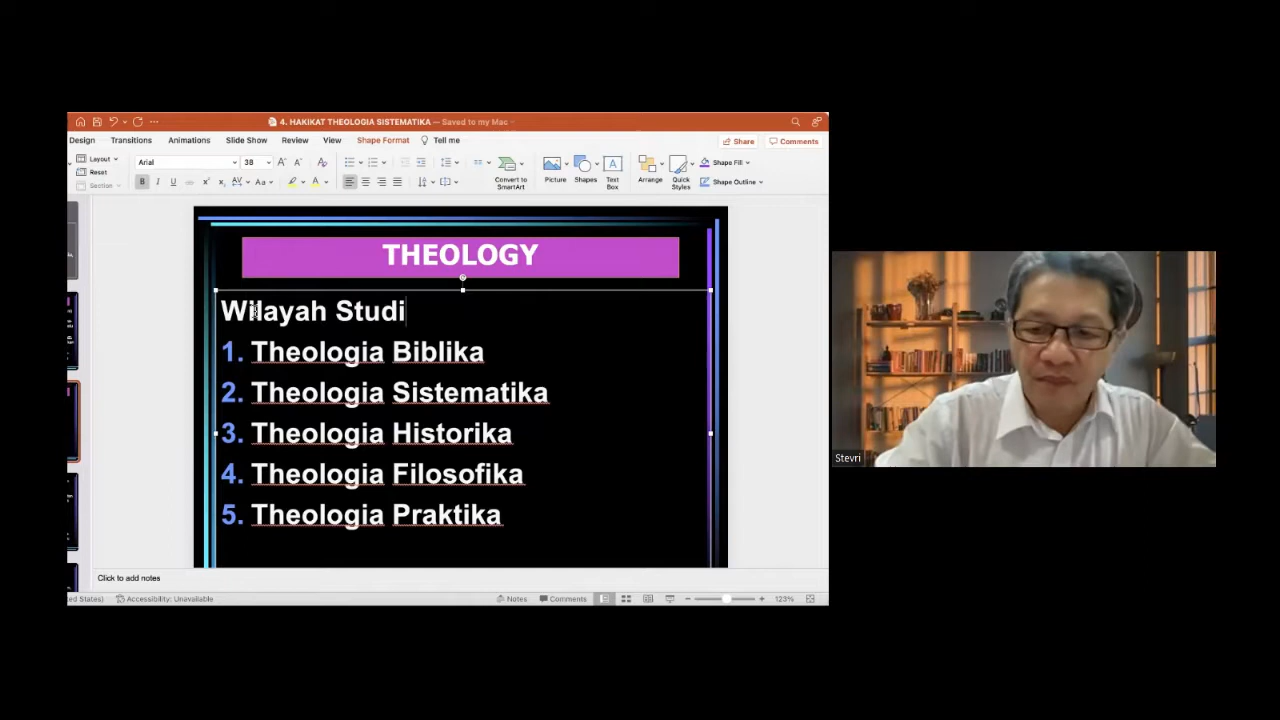 4. HAKIKAT THEOLOGIA SISTEMATIKA — Saved to my Mac
Design Transitions Animations Slide Show Review View Shape Format Tell me
Share Comments
Layout
Reset
Section
Arial 38
Convert to SmartArt
Picture
Shapes
Text Box
Arrange
Quick Styles
Shape Fill
Shape Outline
THEOLOGY
Wilayah Studi
1. Theologia Biblika
2. Theologia Sistematika
3. Theologia Historika
4. Theologia Filosofika
5. Theologia Praktika
Click to add notes
ed States) Accessibility: Unavailable
Notes Comments 123%
Stevri